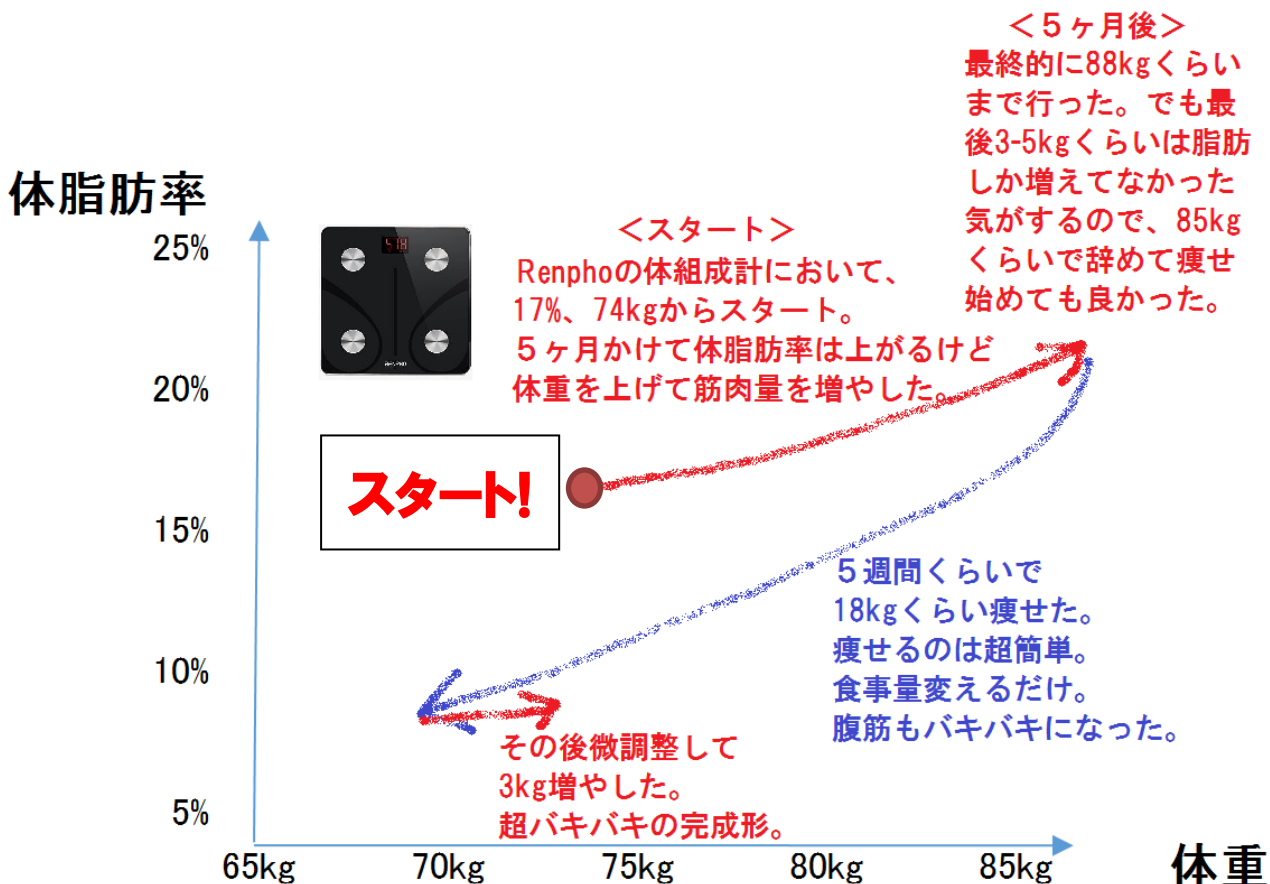 <５ヶ月後>
最終的に88kgくらい
まで行った。でも最
後3-5kgくらいは脂肪
しか増えてなかった
気がするので、85kg
くらいで辞めて痩せ
始めても良かった。
体脂肪率
25%
20%
15%
10%
5%
<スタート>
Renphoの体組成計において、
17%、74kgからスタート。
５ヶ月かけて体脂肪率は上がるけど
体重を上げて筋肉量を増やした。
RENPHO
スタート!
５週間くらいで
18kgくらい痩せた。
痩せるのは超簡単。
食事量変えるだけ。
腹筋もバキバキになった。
その後微調整して
3kg増やした。
超バキバキの完成形。
65kg
70kg
75kg
80kg
85kg
体重